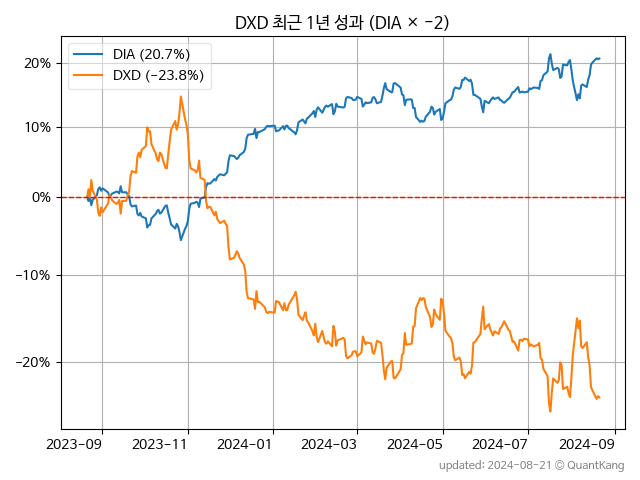 DXD 최근 1년 성과 (DIA × −2)
DIA (20.7%)
DXD (−23.8%)
20%
10%
0%
−10%
−20%
2023−09 2023−11 2024−01 2024−03 2024−05 2024−07 2024−09
updated: 2024-08-21 © QuantKang